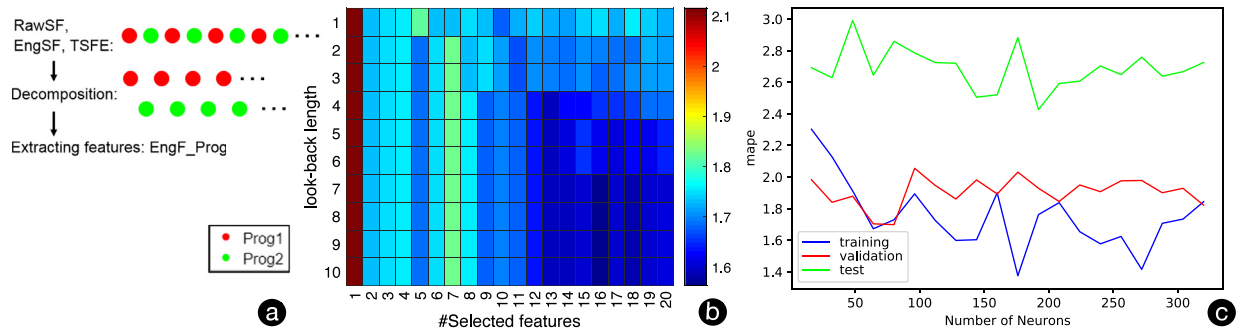 RawSF,
EngSF, TSFE:
Decomposition:
Extracting features: EngF_Prog
Prog1
Prog2
a
look-back length
1
2
3
4
5
6
7
8
9
10
1 2 3 4 5 6 7 8 9 10 11 12 13 14 15 16 17 18 19 20
#Selected features
2.1
2
1.9
1.8
1.7
1.6
b
mape
3.0
2.8
2.6
2.4
2.2
2.0
1.8
1.6
1.4
training
validation
test
50 100 150 200 250 300
Number of Neurons
c